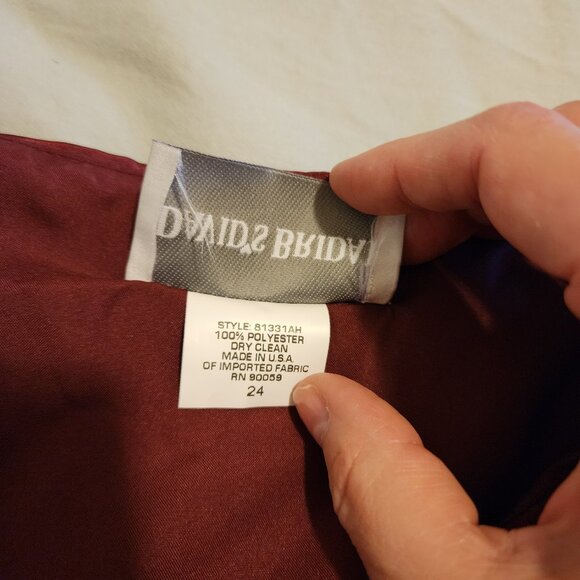 DAVID'S BRIDAL
STYLE: 81331AH
100% POLYESTER
DRY CLEAN
MADE IN U.S.A.
OF IMPORTED FABRIC
RN 90059
24